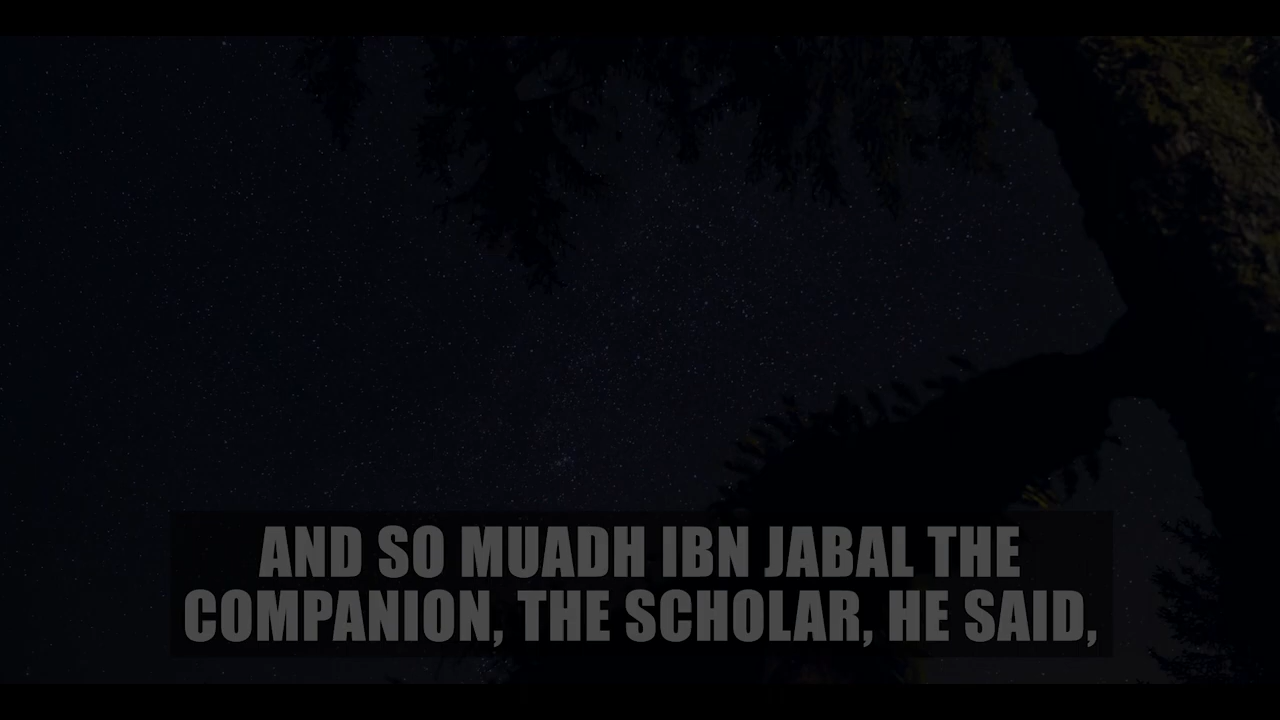 AND SO MUADH IBN JABAL THE
COMPANION, THE SCHOLAR, HE SAID,